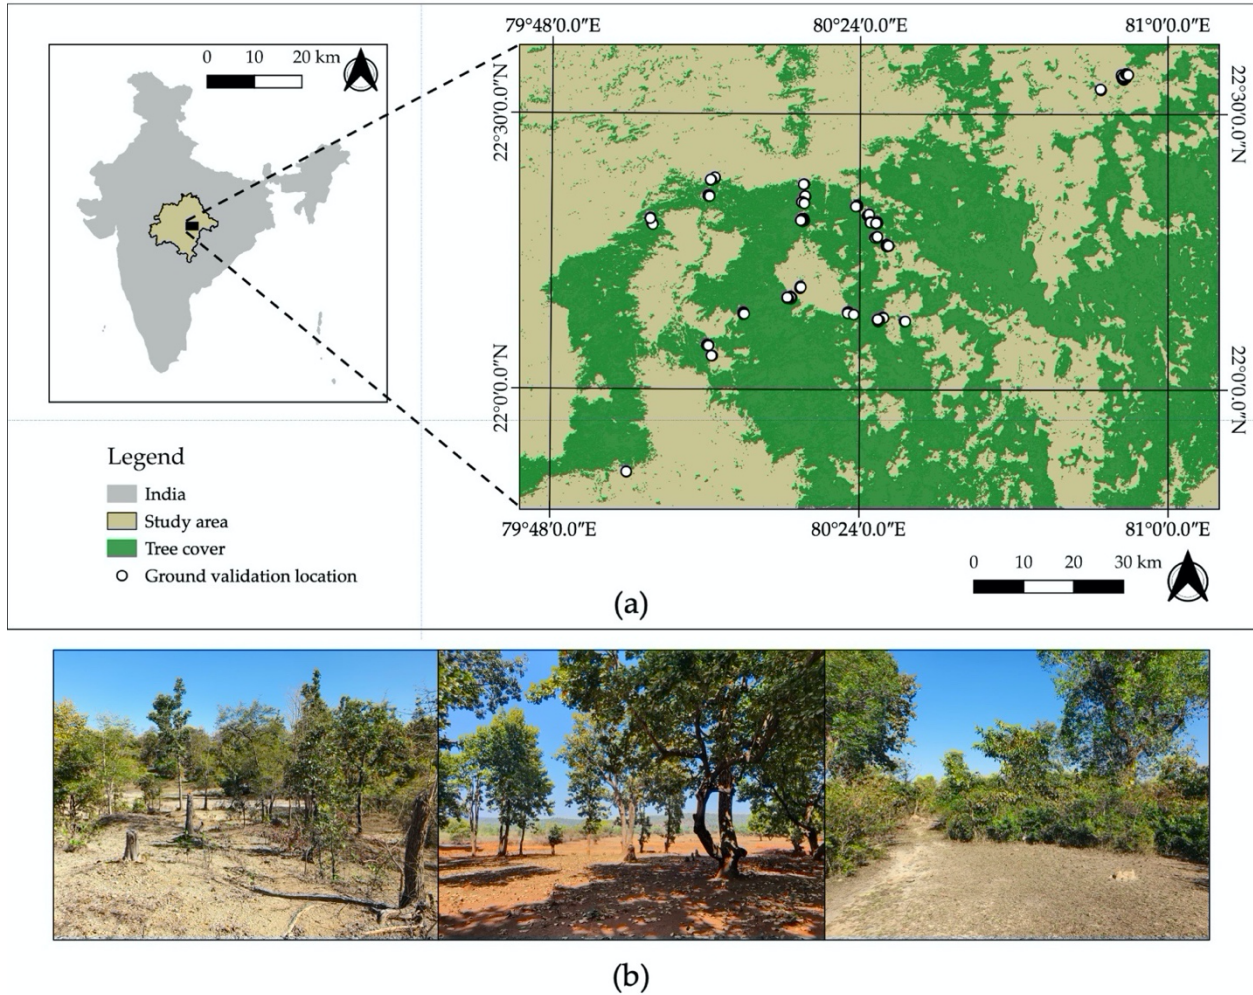 79°48′0.0″E 80°24′0.0″E 81°0′0.0″E
0 10 20 km
22°30′0.0″N
22°30′0.0″N
22°0′0.0″N
22°0′0.0″N
Legend
India
Study area
Tree cover
Ground validation location
79°48′0.0″E 80°24′0.0″E 81°0′0.0″E
0 10 20 30 km
(a)
(b)